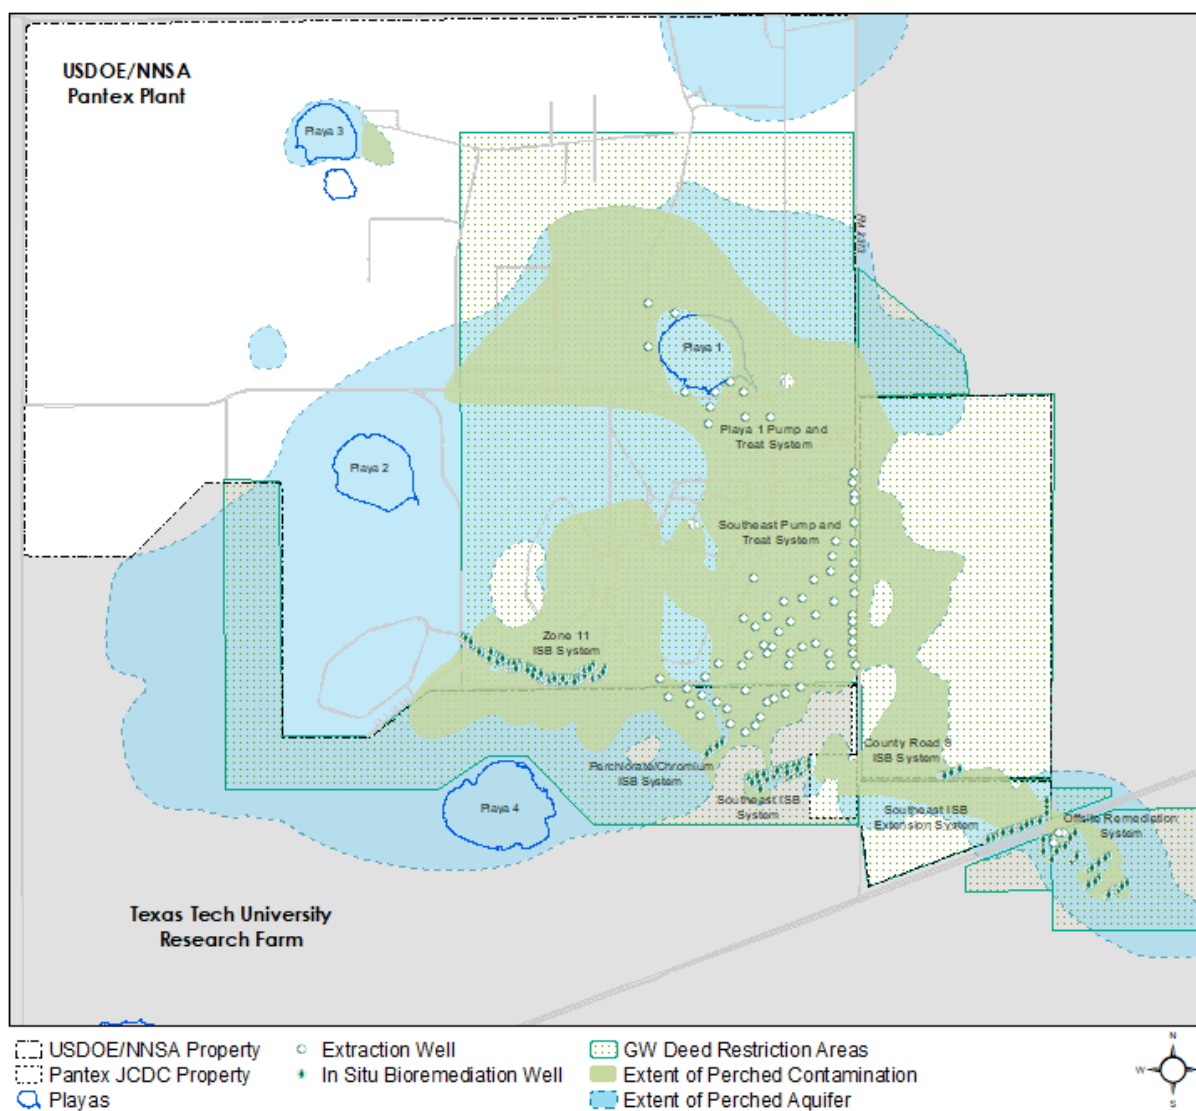 USDOE/NNSA
Pantex Plant
Playa 3
FM 2373
Playa 1
Playa 1 Pump and
Treat System
Playa 2
Southeast Pump and
Treat System
Zone 11
ISB System
County Road 8
ISB System
Perchlorate/Chromium
ISB System
Southeast ISB
System
Playa 4
Southeast ISB
Extension System
Offsite Remediation
System
Texas Tech University
Research Farm
USDOE/NNSA Property
Extraction Well
GW Deed Restriction Areas
Pantex JCDC Property
In Situ Bioremediation Well
Extent of Perched Contamination
Playas
Extent of Perched Aquifer
N
W
S